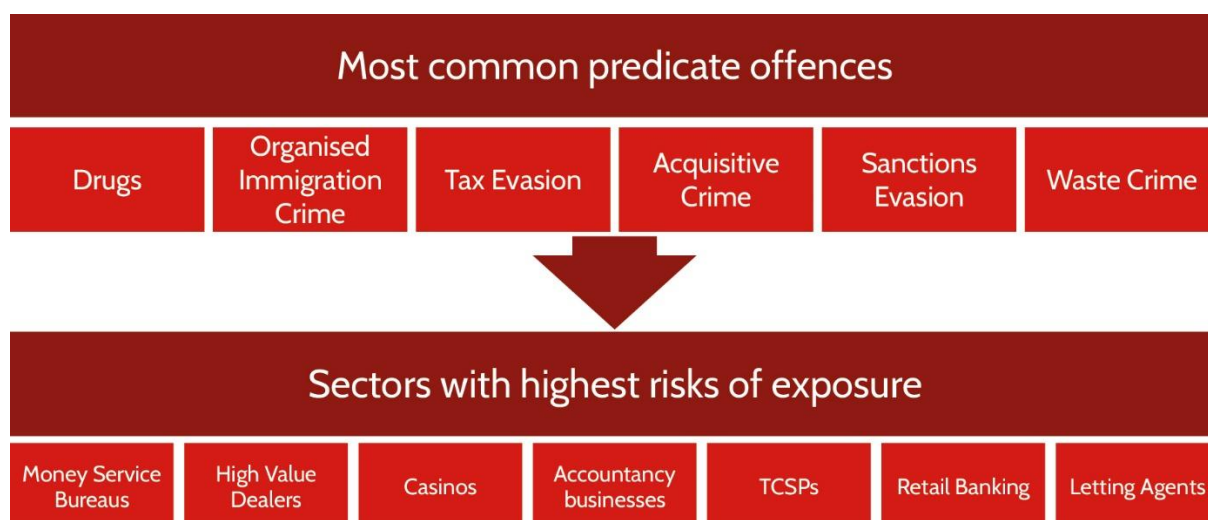 Most common predicate offences
Drugs
Organised
Immigration
Crime
Tax Evasion
Acquisitive
Crime
Sanctions
Evasion
Waste Crime
Sectors with highest risks of exposure
Money Service
Bureaus
High Value
Dealers
Casinos
Accountancy
businesses
TCSPs
Retail Banking
Letting Agents